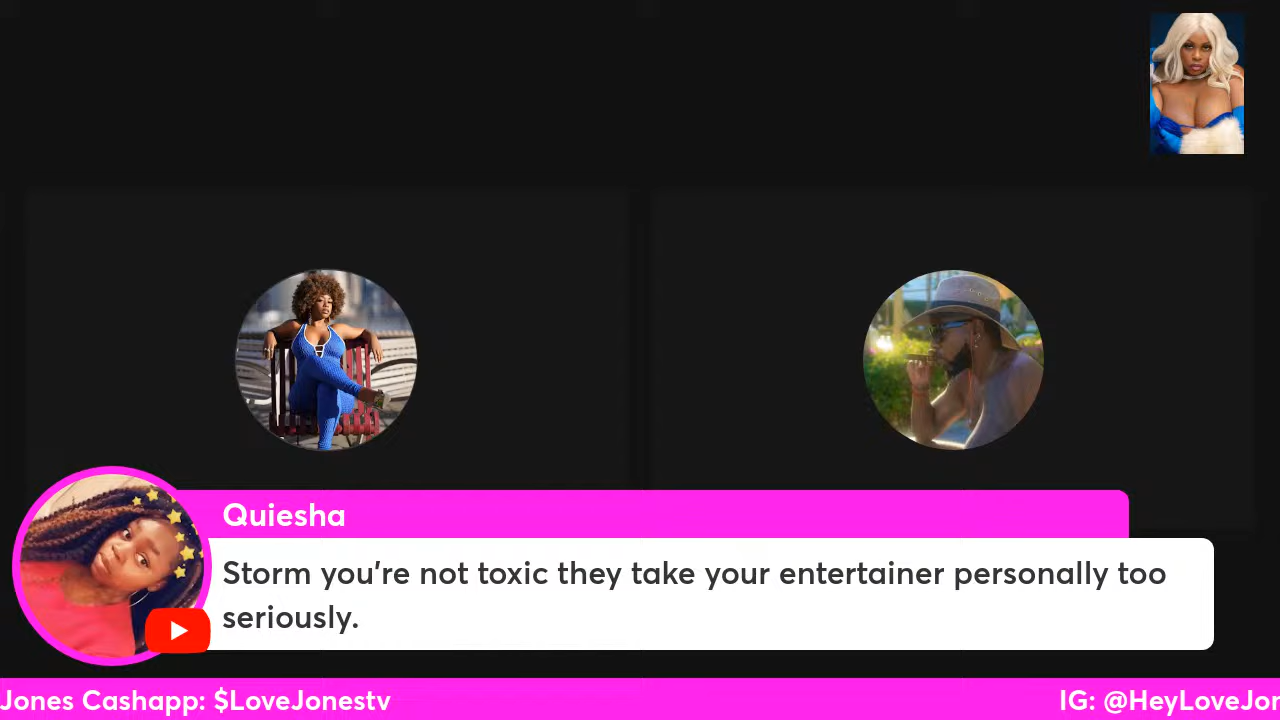 Quiesha
Storm you're not toxic they take your entertainer personally too
seriously.
Jones Cashapp: $LoveJonestv
IG: @HeyLoveJor